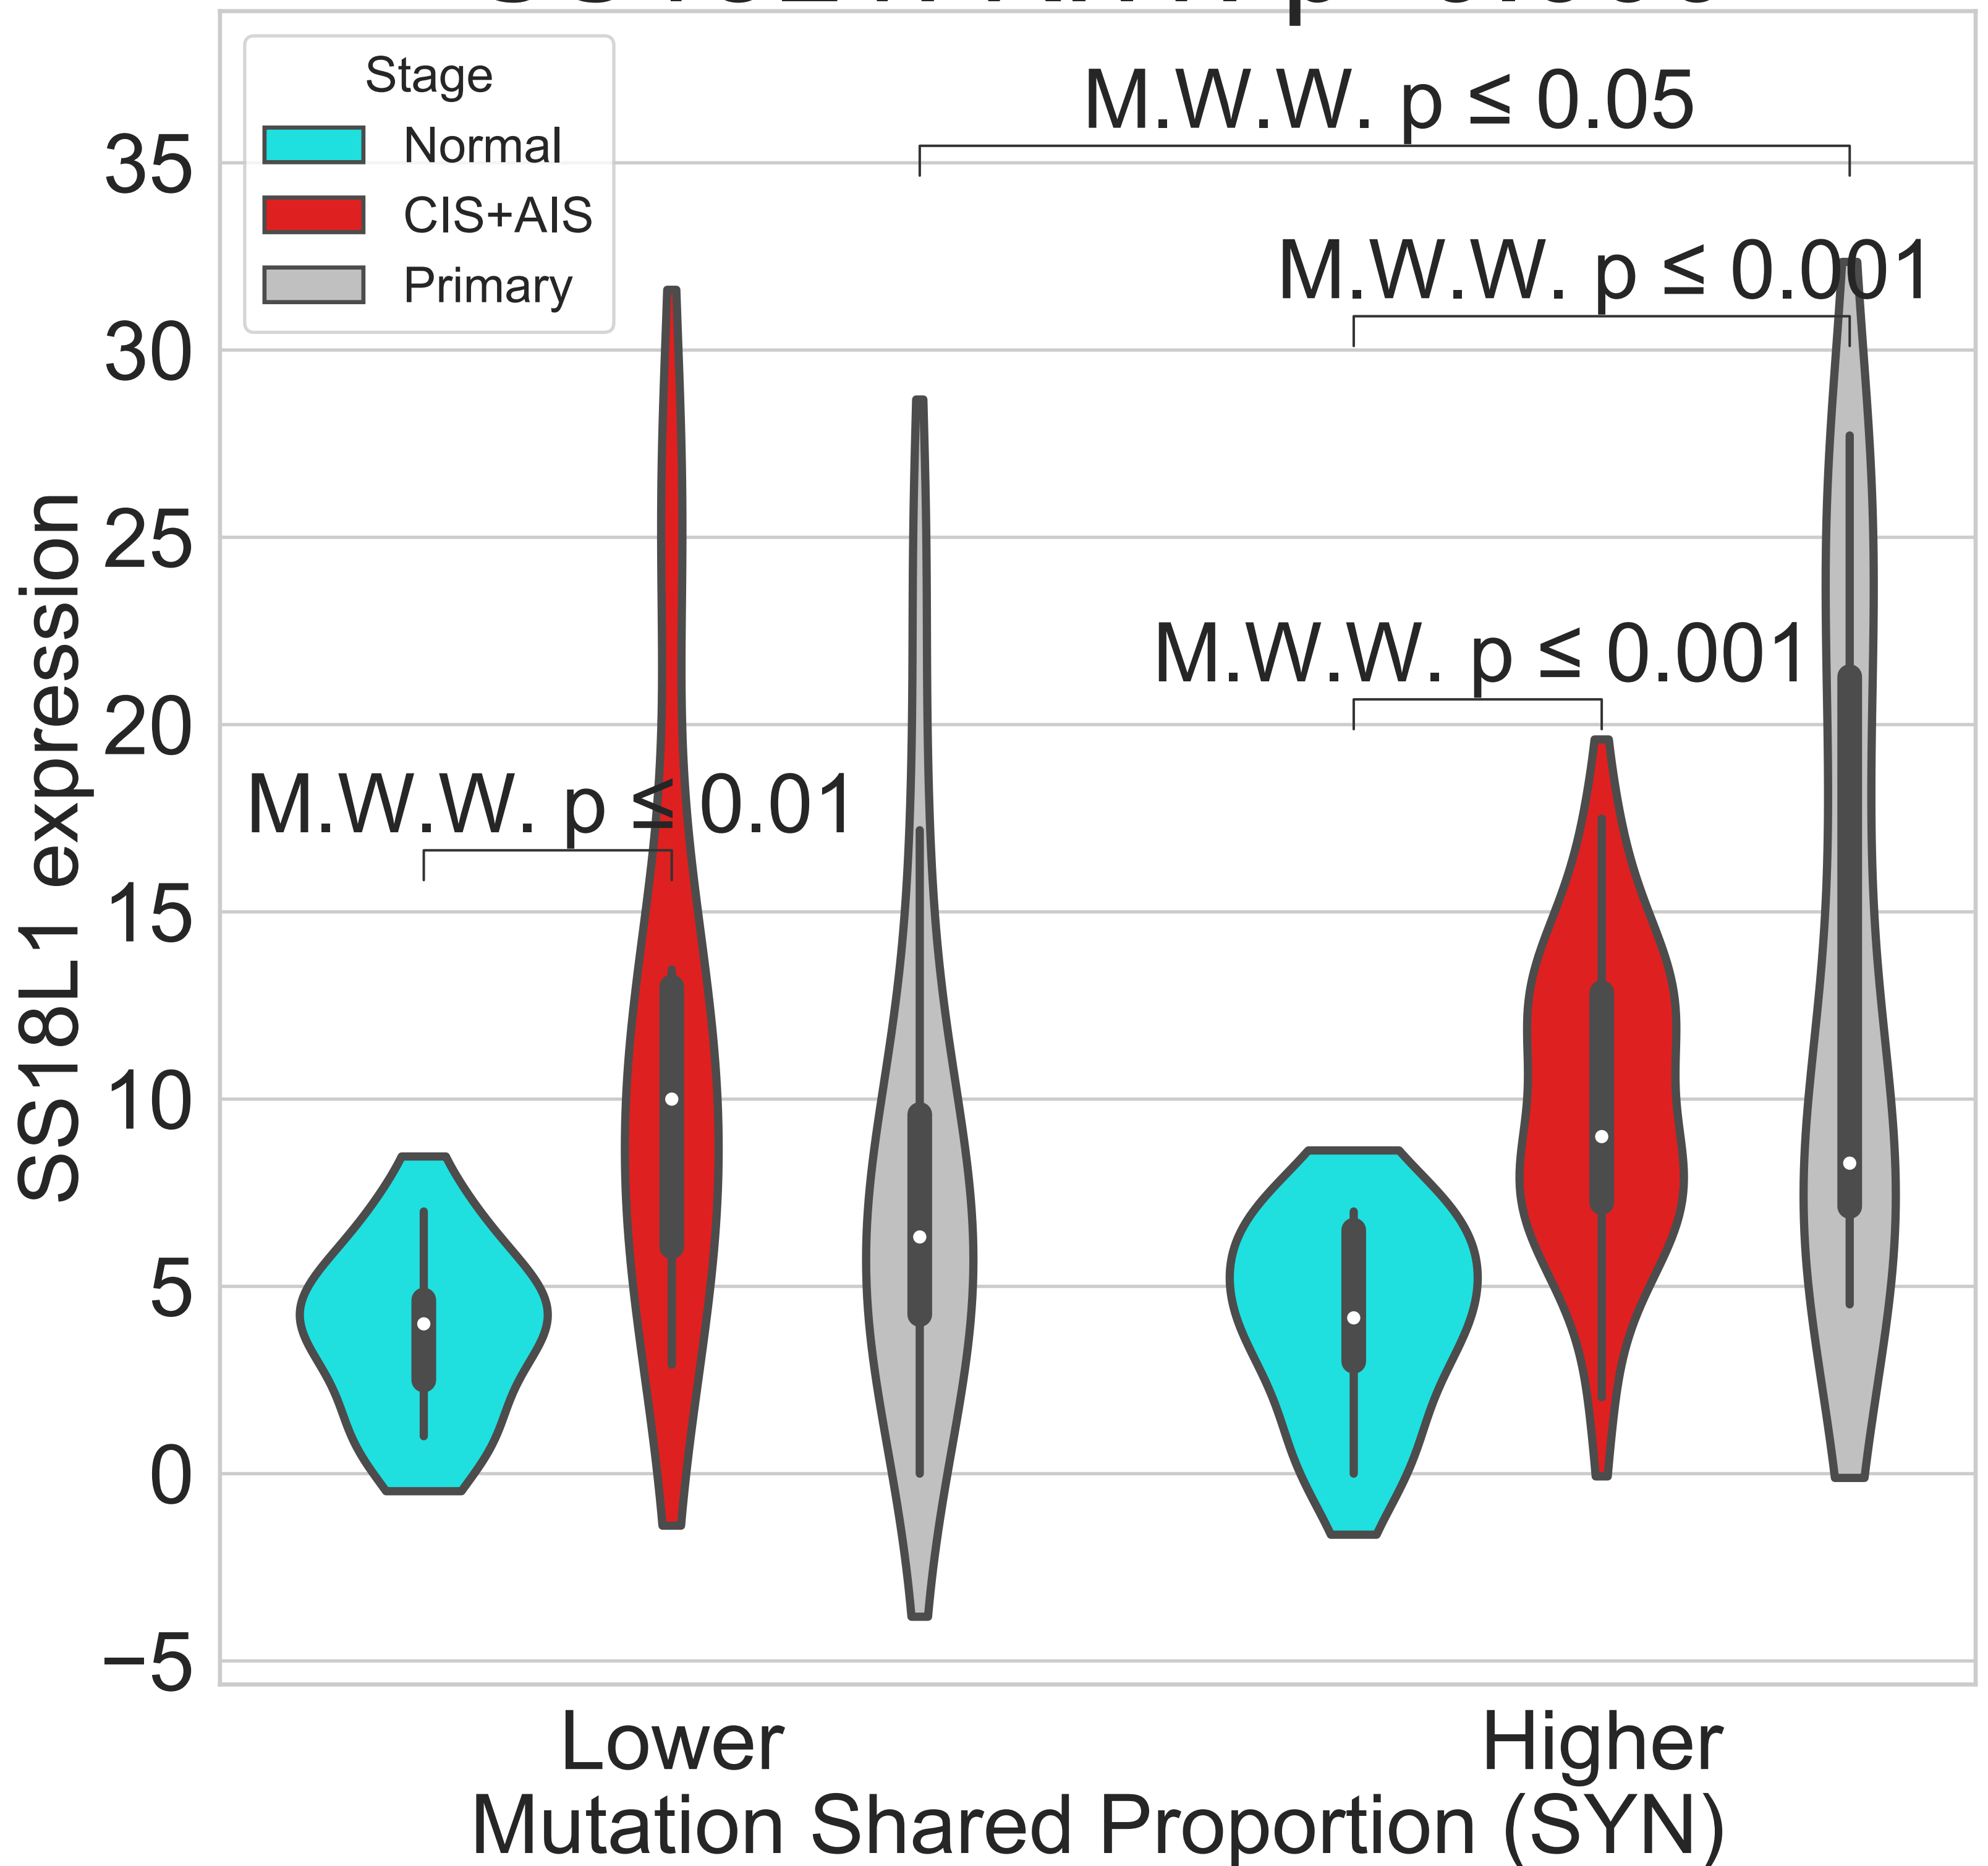 Stage
Normal
CIS+AIS
Primary
M.W.W. p ≤ 0.05
M.W.W. p ≤ 0.001
M.W.W. p ≤ 0.001
M.W.W. p ≤ 0.01
35
30
25
20
15
10
5
0
−5
SS18L1 expression
Lower
Higher
Mutation Shared Proportion (SYN)